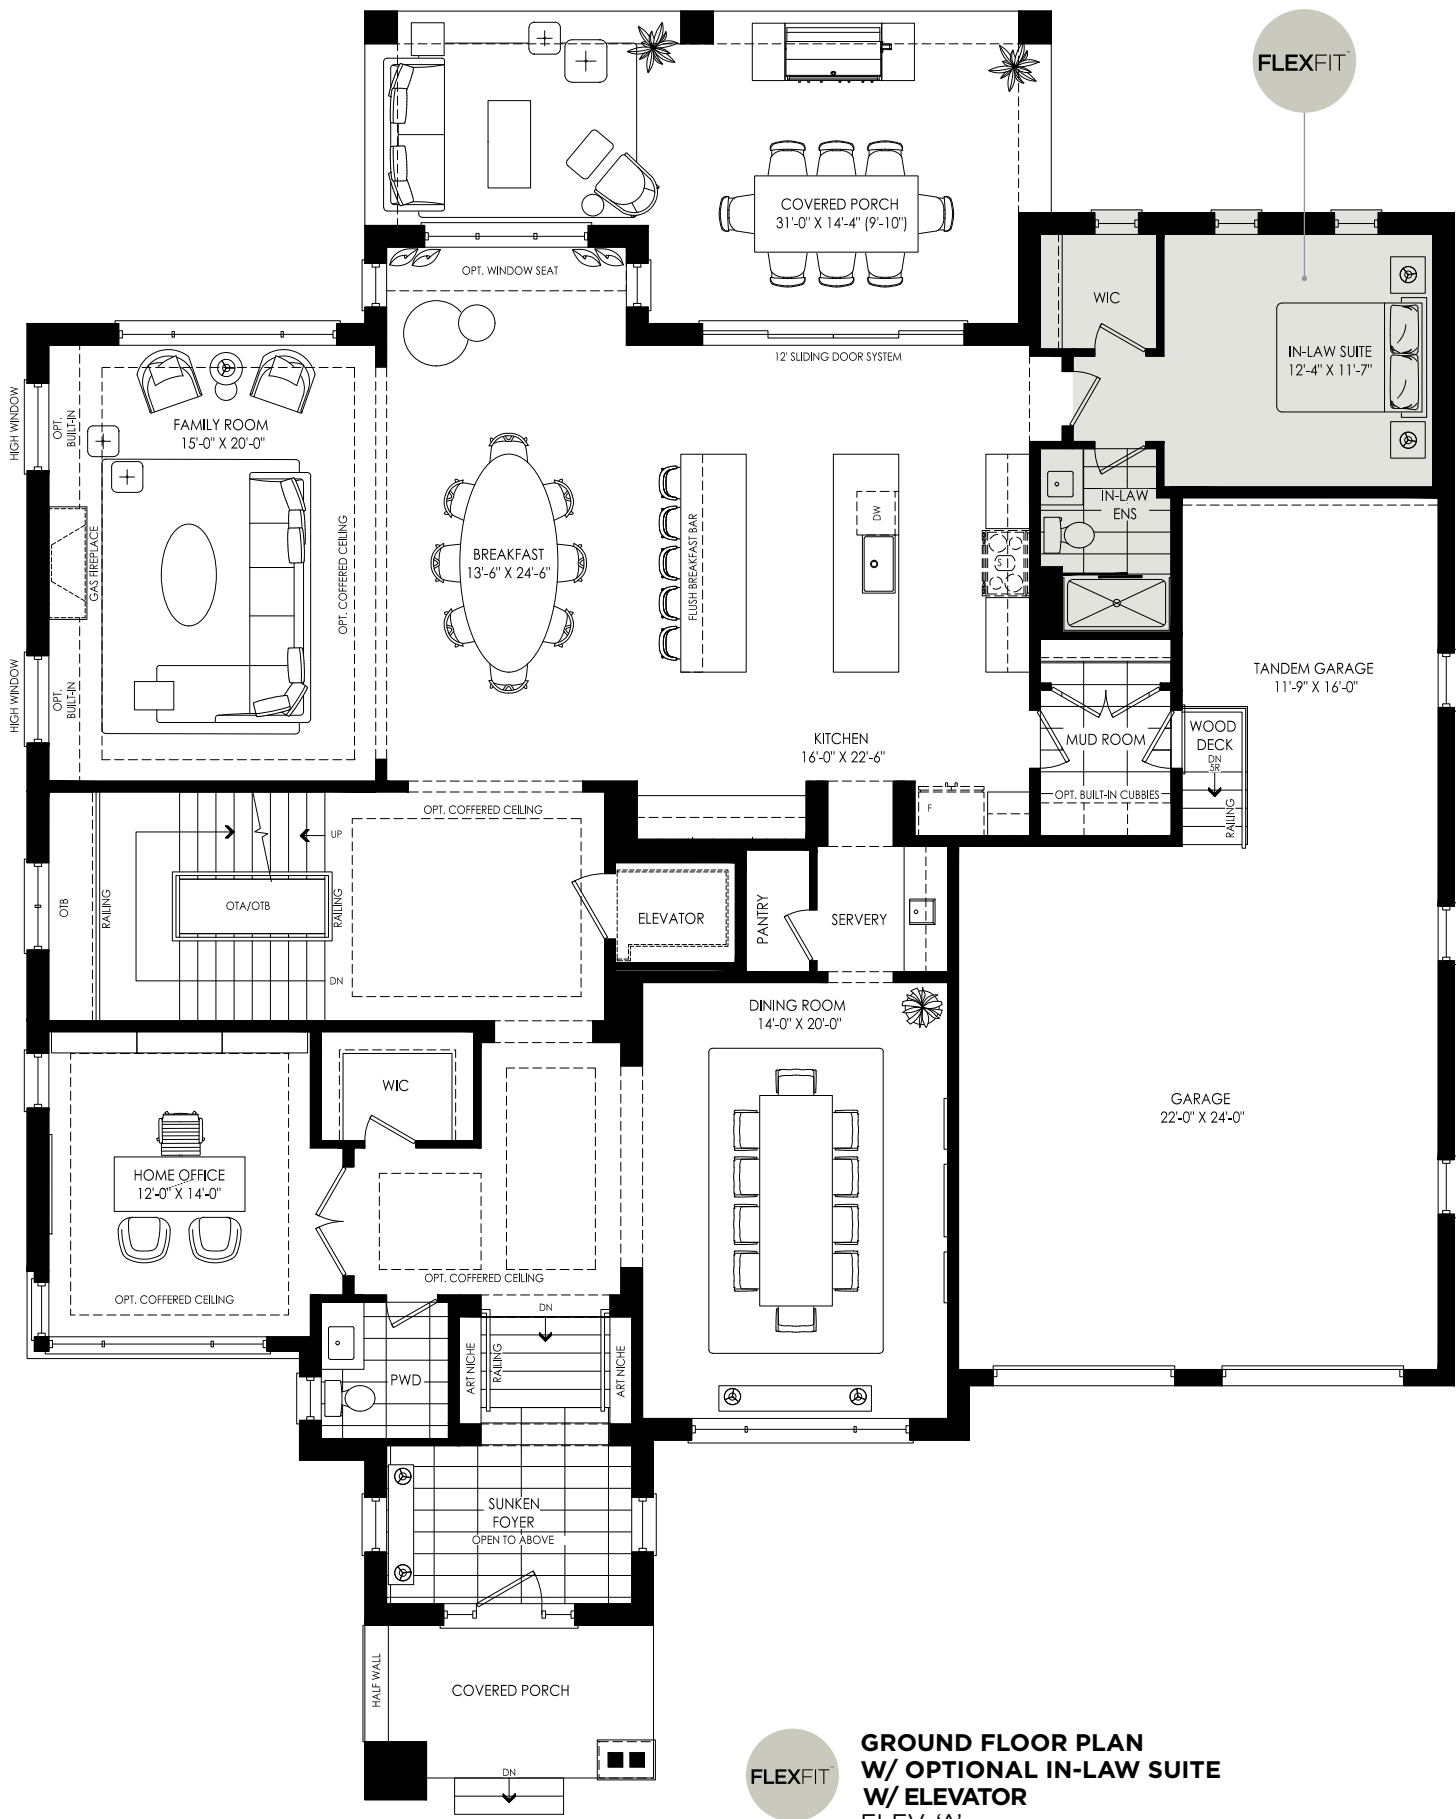 FLEXFIT™
COVERED PORCH
31'-0" X 14'-4" (9'-10")
OPT. WINDOW SEAT
WIC
12' SLIDING DOOR SYSTEM
IN-LAW SUITE
12'-4" X 11'-7"
HIGH WINDOW
OPT.
BUILT-IN
FAMILY ROOM
15'-0" X 20'-0"
GAS FIREPLACE
OPT. COFFERED CEILING
BREAKFAST
13'-6" X 24'-6"
FLUSH BREAKFAST BAR
DW
S
IN-LAW
ENS
HIGH WINDOW
OPT.
BUILT-IN
TANDEM GARAGE
11'-9" X 16'-0"
KITCHEN
16'-0" X 22'-6"
MUD ROOM
WOOD
DECK
DN
5R
RAILING
OPT. BUILT-IN CUBBIES
F
OPT. COFFERED CEILING
UP
OTB
RAILING
OTA/OTB
RAILING
DN
ELEVATOR
PANTRY
SERVERY
DINING ROOM
14'-0" X 20'-0"
WIC
GARAGE
22'-0" X 24'-0"
HOME OFFICE
12'-0" X 14'-0"
OPT. COFFERED CEILING
OPT. COFFERED CEILING
DN
ART NICHE
RAILING
ART NICHE
PWD
SUNKEN
FOYER
OPEN TO ABOVE
HALF WALL
COVERED PORCH
DN
FLEXFIT™
GROUND FLOOR PLAN
W/ OPTIONAL IN-LAW SUITE
W/ ELEVATOR
ELEV. 'A'